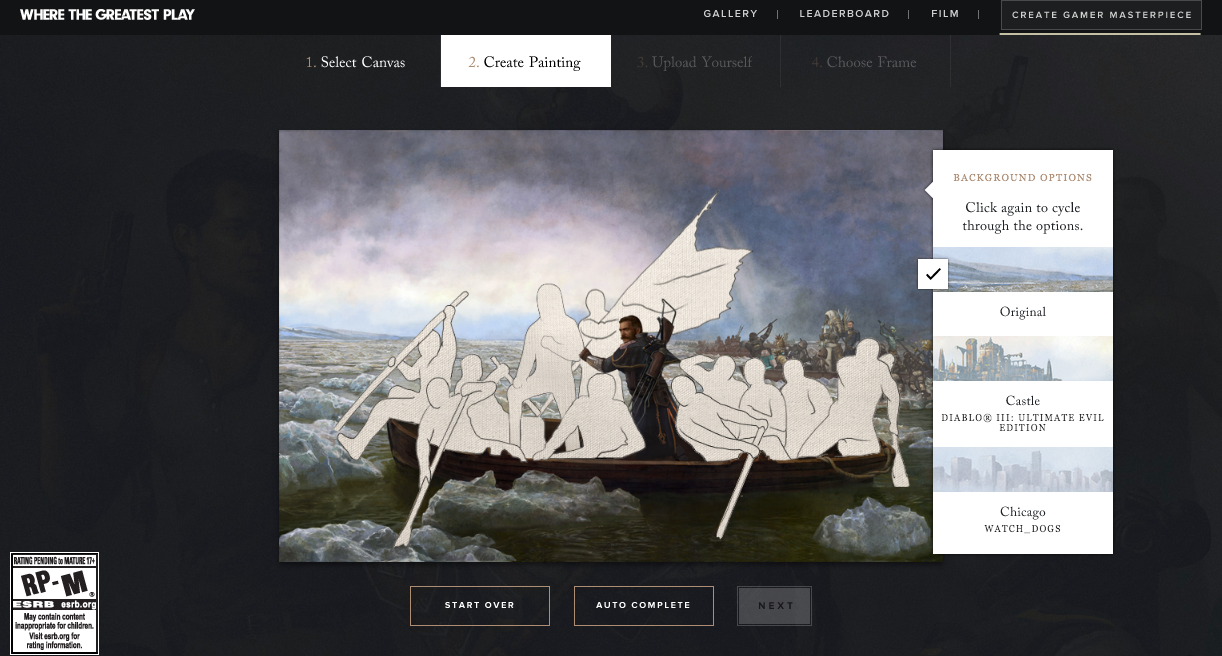 WHERE THE GREATEST PLAY
GALLERY | LEADERBOARD | FILM | CREATE GAMER MASTERPIECE
1. Select Canvas
2. Create Painting
3. Upload Yourself
4. Choose Frame
BACKGROUND OPTIONS
Click again to cycle
through the options.
Original
Castle
DIABLO® III: ULTIMATE EVIL
EDITION
Chicago
WATCH_DOGS
START OVER
AUTO COMPLETE
NEXT
RATING PENDING to MATURE 17+
RP-M®
ESRB esrb.org
May contain content
inappropriate for children.
Visit esrb.org for
rating information.